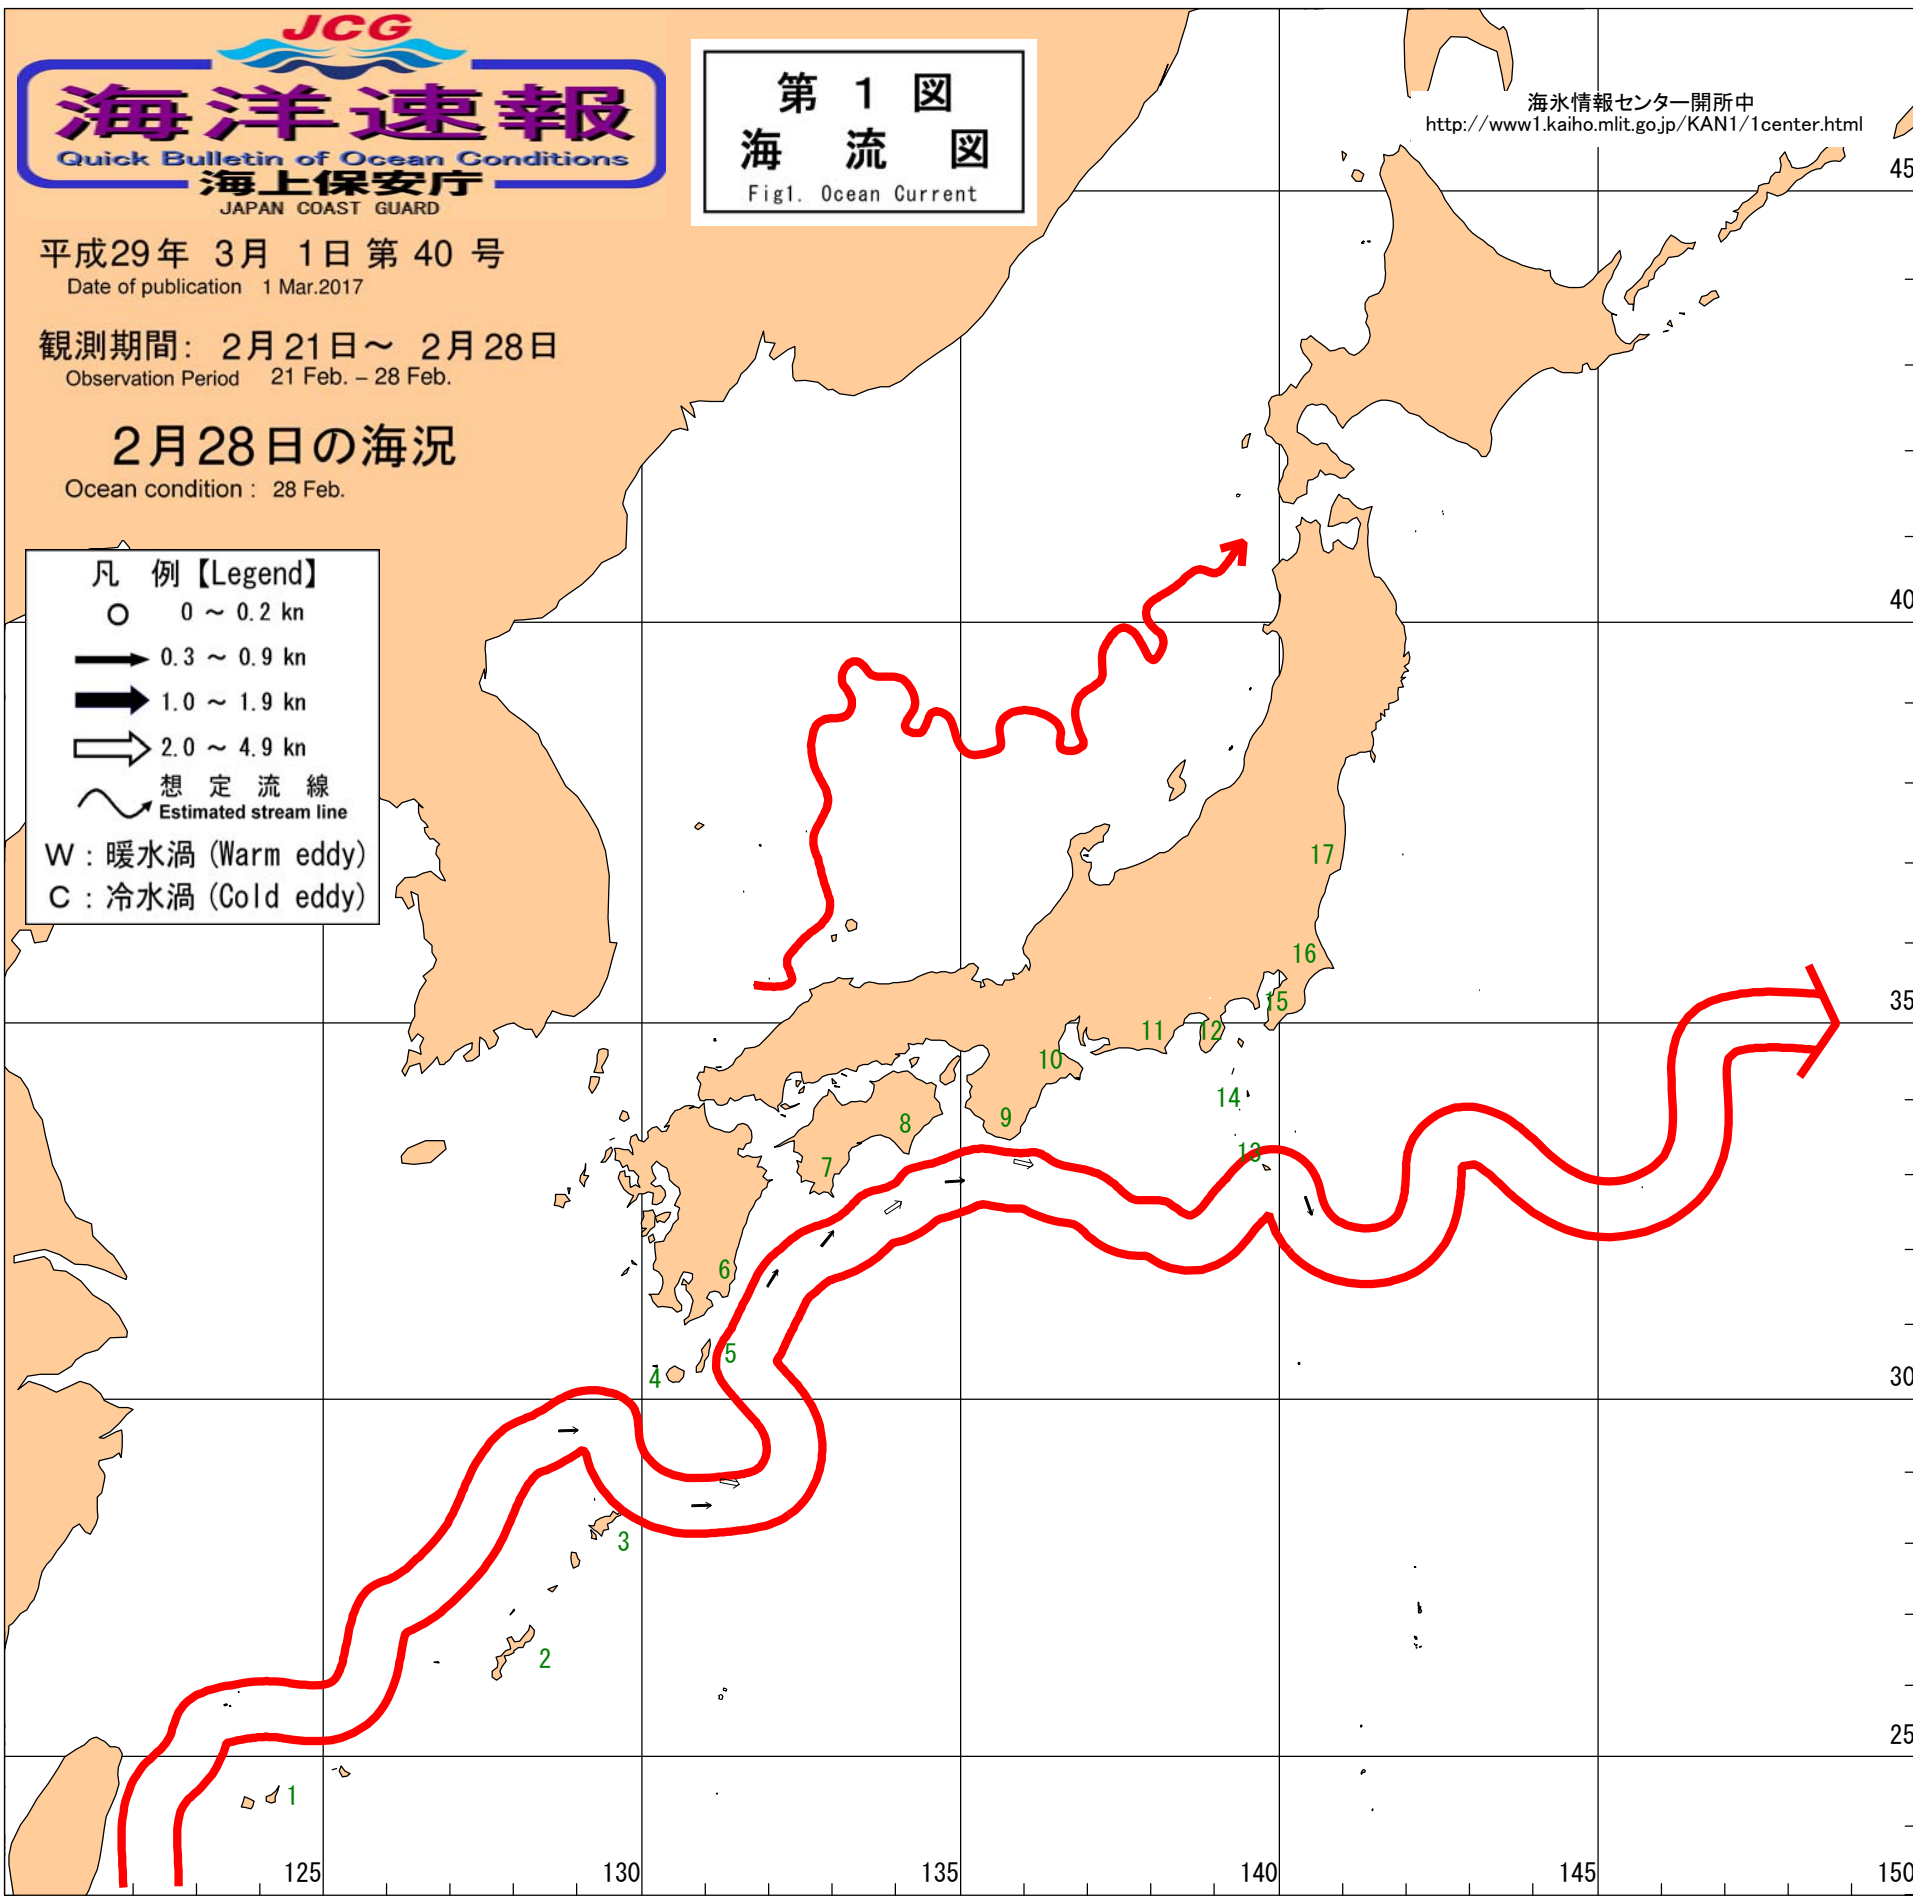 JCG
海洋速報
Quick Bulletin of Ocean Conditions
海上保安庁
JAPAN COAST GUARD
第 1 図
海 流 図
Fig1. Ocean Current
海氷情報センター開所中
http://www1.kaiho.mlit.go.jp/KAN1/1center.html
平成29年 3月 1日 第 40 号
Date of publication 1 Mar.2017
観測期間: 2月21日~ 2月28日
Observation Period 21 Feb. – 28 Feb.
2月28日の海況
Ocean condition : 28 Feb.
凡 例【Legend】
0 ~ 0.2 kn
0.3 ~ 0.9 kn
1.0 ~ 1.9 kn
2.0 ~ 4.9 kn
想 定 流 線
Estimated stream line
W : 暖水渦 (Warm eddy)
C : 冷水渦 (Cold eddy)
45
40
17
16
35
15
12
11
10
14
9
8
13
7
6
5
4
30
3
2
25
1
125
130
135
140
145
150